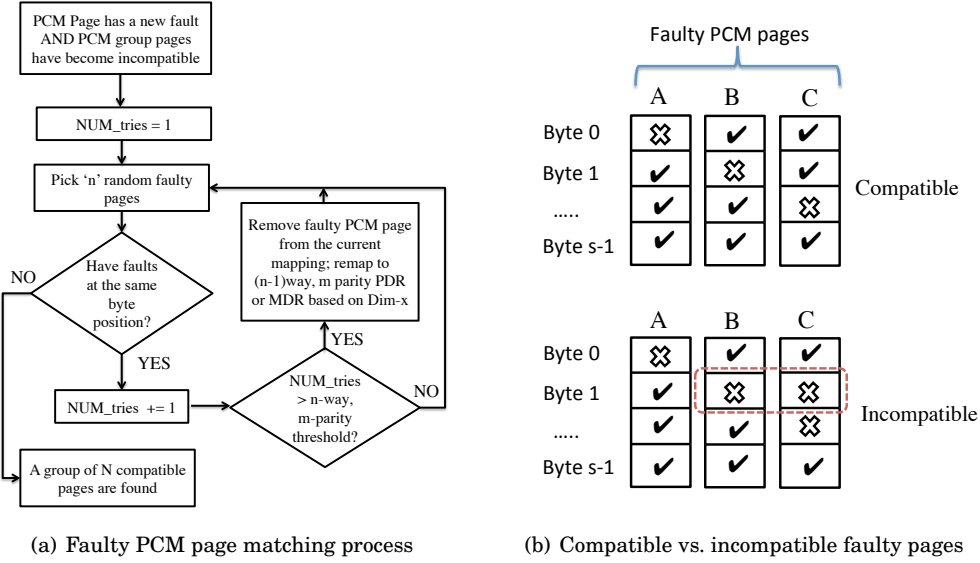 PCM Page has a new fault
AND PCM group pages
have become incompatible
NUM_tries = 1
Pick ‘n’ random faulty
pages
Have faults
at the same
byte
position?
NO
YES
NUM_tries += 1
A group of N compatible
pages are found
Remove faulty PCM page
from the current
mapping; remap to
(n-1)way, m parity PDR
or MDR based on Dim-x
YES
NUM_tries
> n-way,
m-parity
threshold?
NO
(a) Faulty PCM page matching process
Faulty PCM pages
A B C
Byte 0
Byte 1
.....
Byte s-1
Compatible
A B C
Byte 0
Byte 1
.....
Byte s-1
Incompatible
(b) Compatible vs. incompatible faulty pages